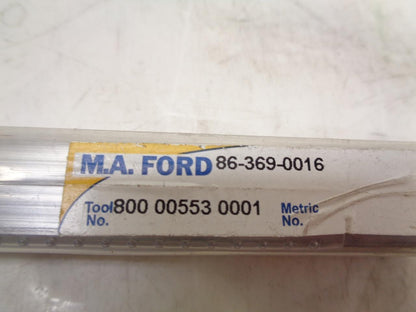 M.A. FORD 86-369-0016
Tool 800 00553 0001 Metric
No. No.